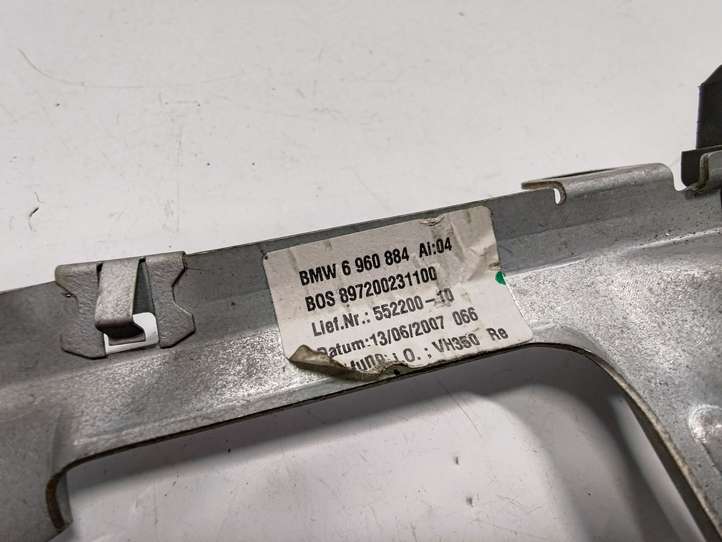 BMW 6 960 884 AI:04
BOS 897200231100
Lief.Nr.: 552200-10
Datum:13/06/2007 066
I.O. ; VH350 Re